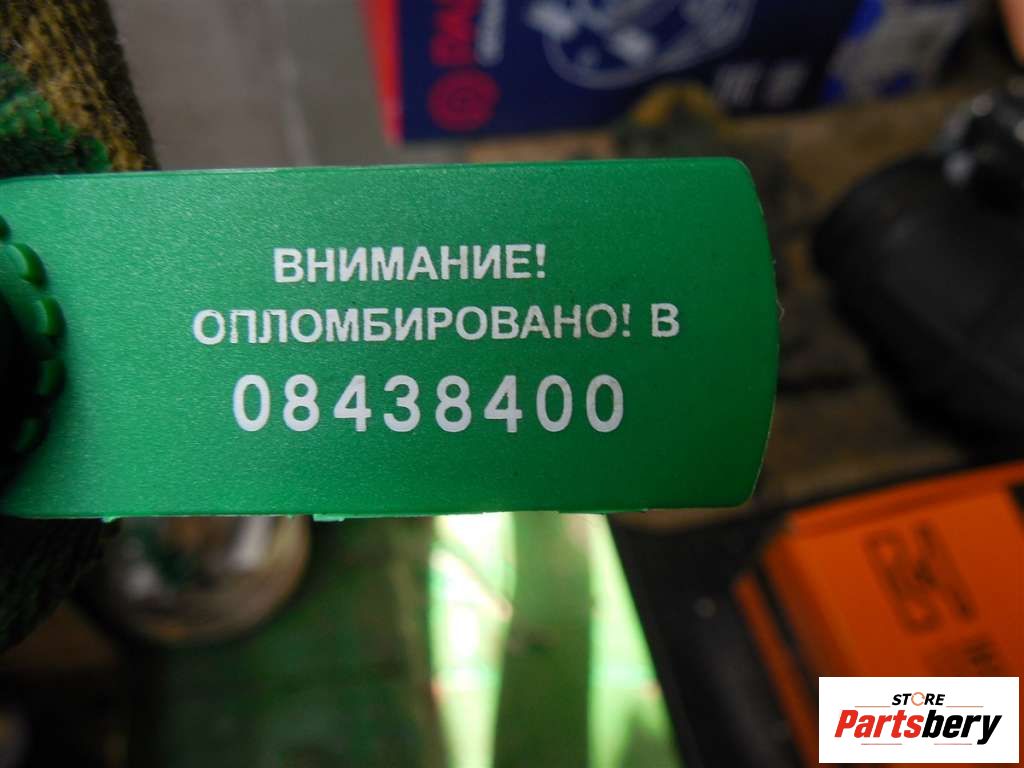 ВНИМАНИЕ!
ОПЛОМБИРОВАНО! В
08438400
STORE
Partsbery